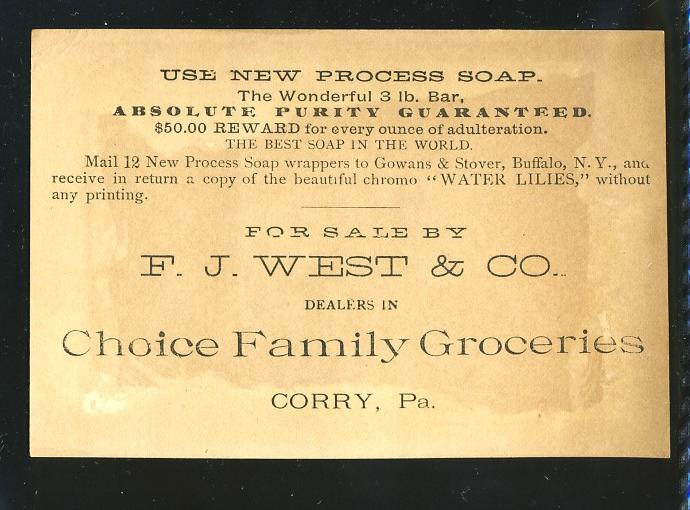 USE NEW PROCESS SOAP.
The Wonderful 3 lb. Bar,
ABSOLUTE PURITY GUARANTEED.
$50.00 REWARD for every ounce of adulteration.
THE BEST SOAP IN THE WORLD.
Mail 12 New Process Soap wrappers to Gowans & Stover, Buffalo, N. Y., and
receive in return a copy of the beautiful chromo "WATER LILIES," without
any printing.
FOR SALE BY
F. J. WEST & CO.
DEALERS IN
Choice Family Groceries
CORRY, Pa.